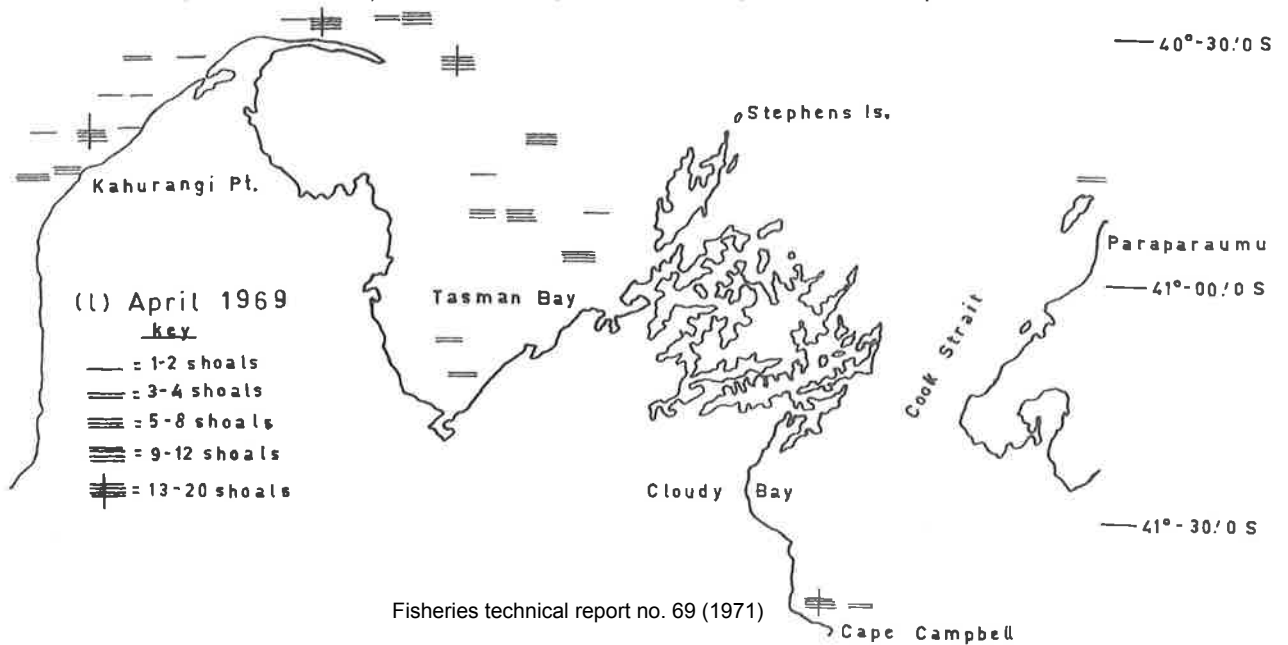 40°-30!0 S
Stephens Is.
Kahurangi Pt.
Paraparaumu
Tasman Bay
41°-00!0 S
(l) April 1969
key
= 1-2 shoals
= 3-4 shoals
= 5-8 shoals
= 9-12 shoals
= 13-20 shoals
Cook Strait
Cloudy Bay
41°-30!0 S
Fisheries technical report no. 69 (1971)
Cape Campbell